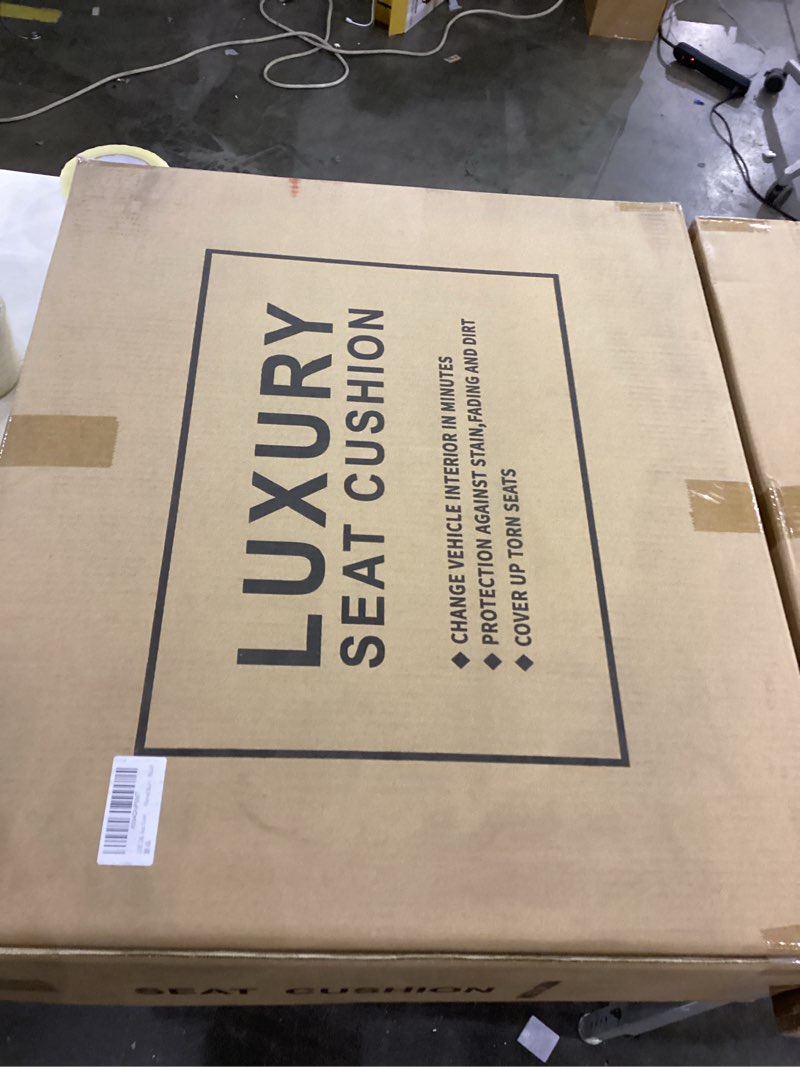 LUXURY
SEAT CUSHION
◆ CHANGE VEHICLE INTERIOR IN MINUTES
◆ PROTECTION AGAINST STAIN,FADING AND DIRT
◆ COVER UP TORN SEATS
SEAT CUSHION